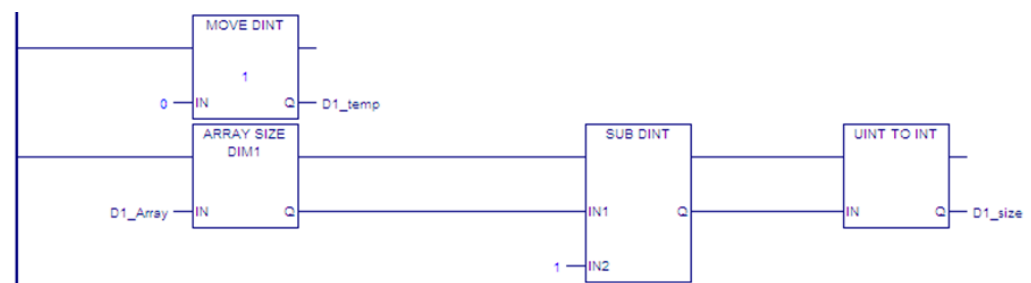 MOVE DINT
1
0 IN Q D1_temp
ARRAY SIZE SUB DINT UINT TO INT
DIM1
D1_Array IN Q IN1 Q IN Q D1_size
1 IN2